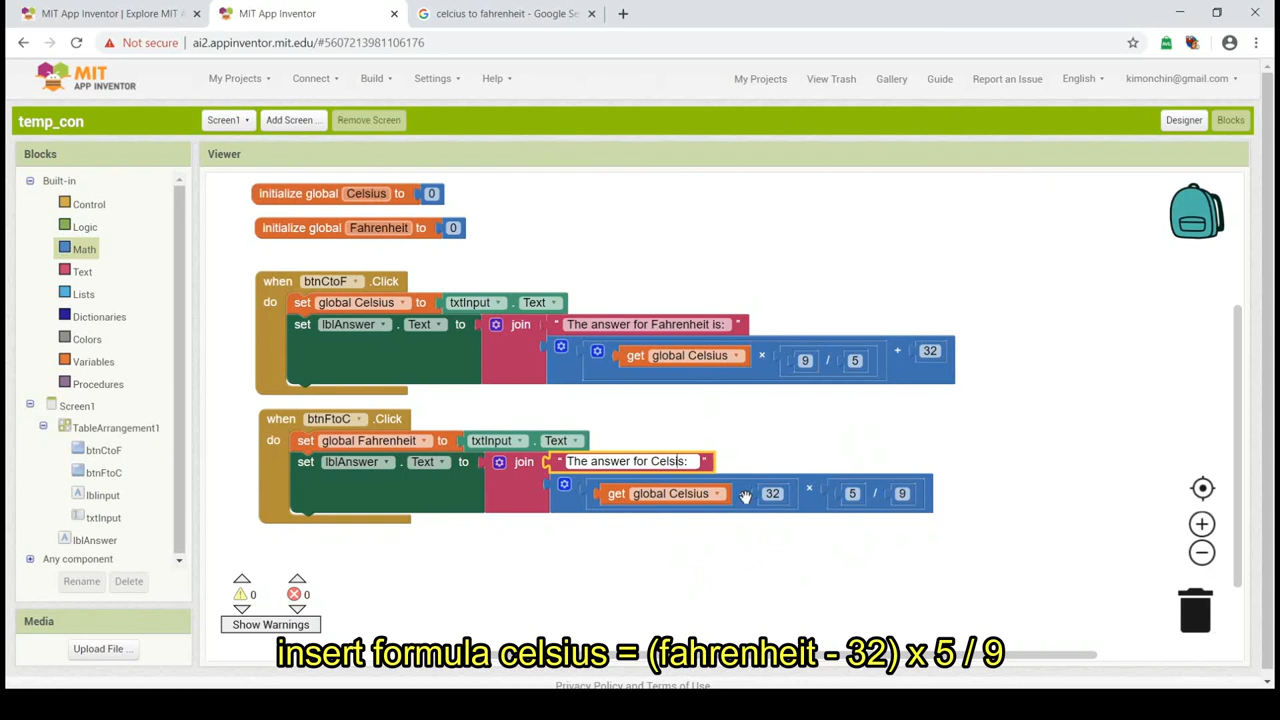 MIT App Inventor | Explore MIT A
MIT App Inventor
celcius to fahrenheit - Google Se
Not secure | ai2.appinventor.mit.edu/#5607213981106176
MIT
APP INVENTOR
My Projects
Connect
Build
Settings
Help
My Projects
View Trash
Gallery
Guide
Report an Issue
English
kimonchin@gmail.com
temp_con
Screen1
Add Screen ...
Remove Screen
Designer
Blocks
Blocks
Viewer
Built-in
Control
Logic
Math
Text
Lists
Dictionaries
Colors
Variables
Procedures
Screen1
TableArrangement1
btnCtoF
btnFtoC
lblinput
txtInput
lblAnswer
Any component
Rename
Delete
Media
Upload File ...
initialize global Celsius to 0
initialize global Fahrenheit to 0
when btnCtoF .Click
do set global Celsius to txtInput . Text
set lblAnswer . Text to join " The answer for Fahrenheit is: "
get global Celsius × 9 / 5 + 32
when btnFtoC .Click
do set global Fahrenheit to txtInput . Text
set lblAnswer . Text to join " The answer for Celsis: "
get global Celsius 32 × 5 / 9
0
0
Show Warnings
insert formula celsius = (fahrenheit - 32) x 5 / 9
Privacy Policy and Terms of Use